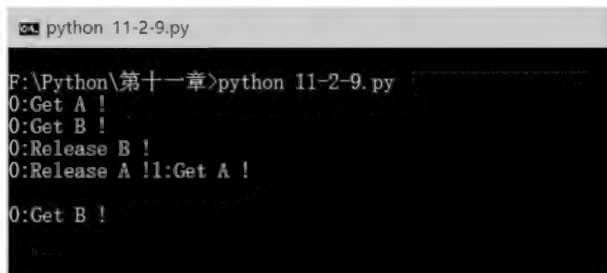 python 11-2-9.py
F:\Python\第十一章>python 11-2-9.py
0:Get A !
0:Get B !
0:Release B !
0:Release A !1:Get A !
0:Get B !